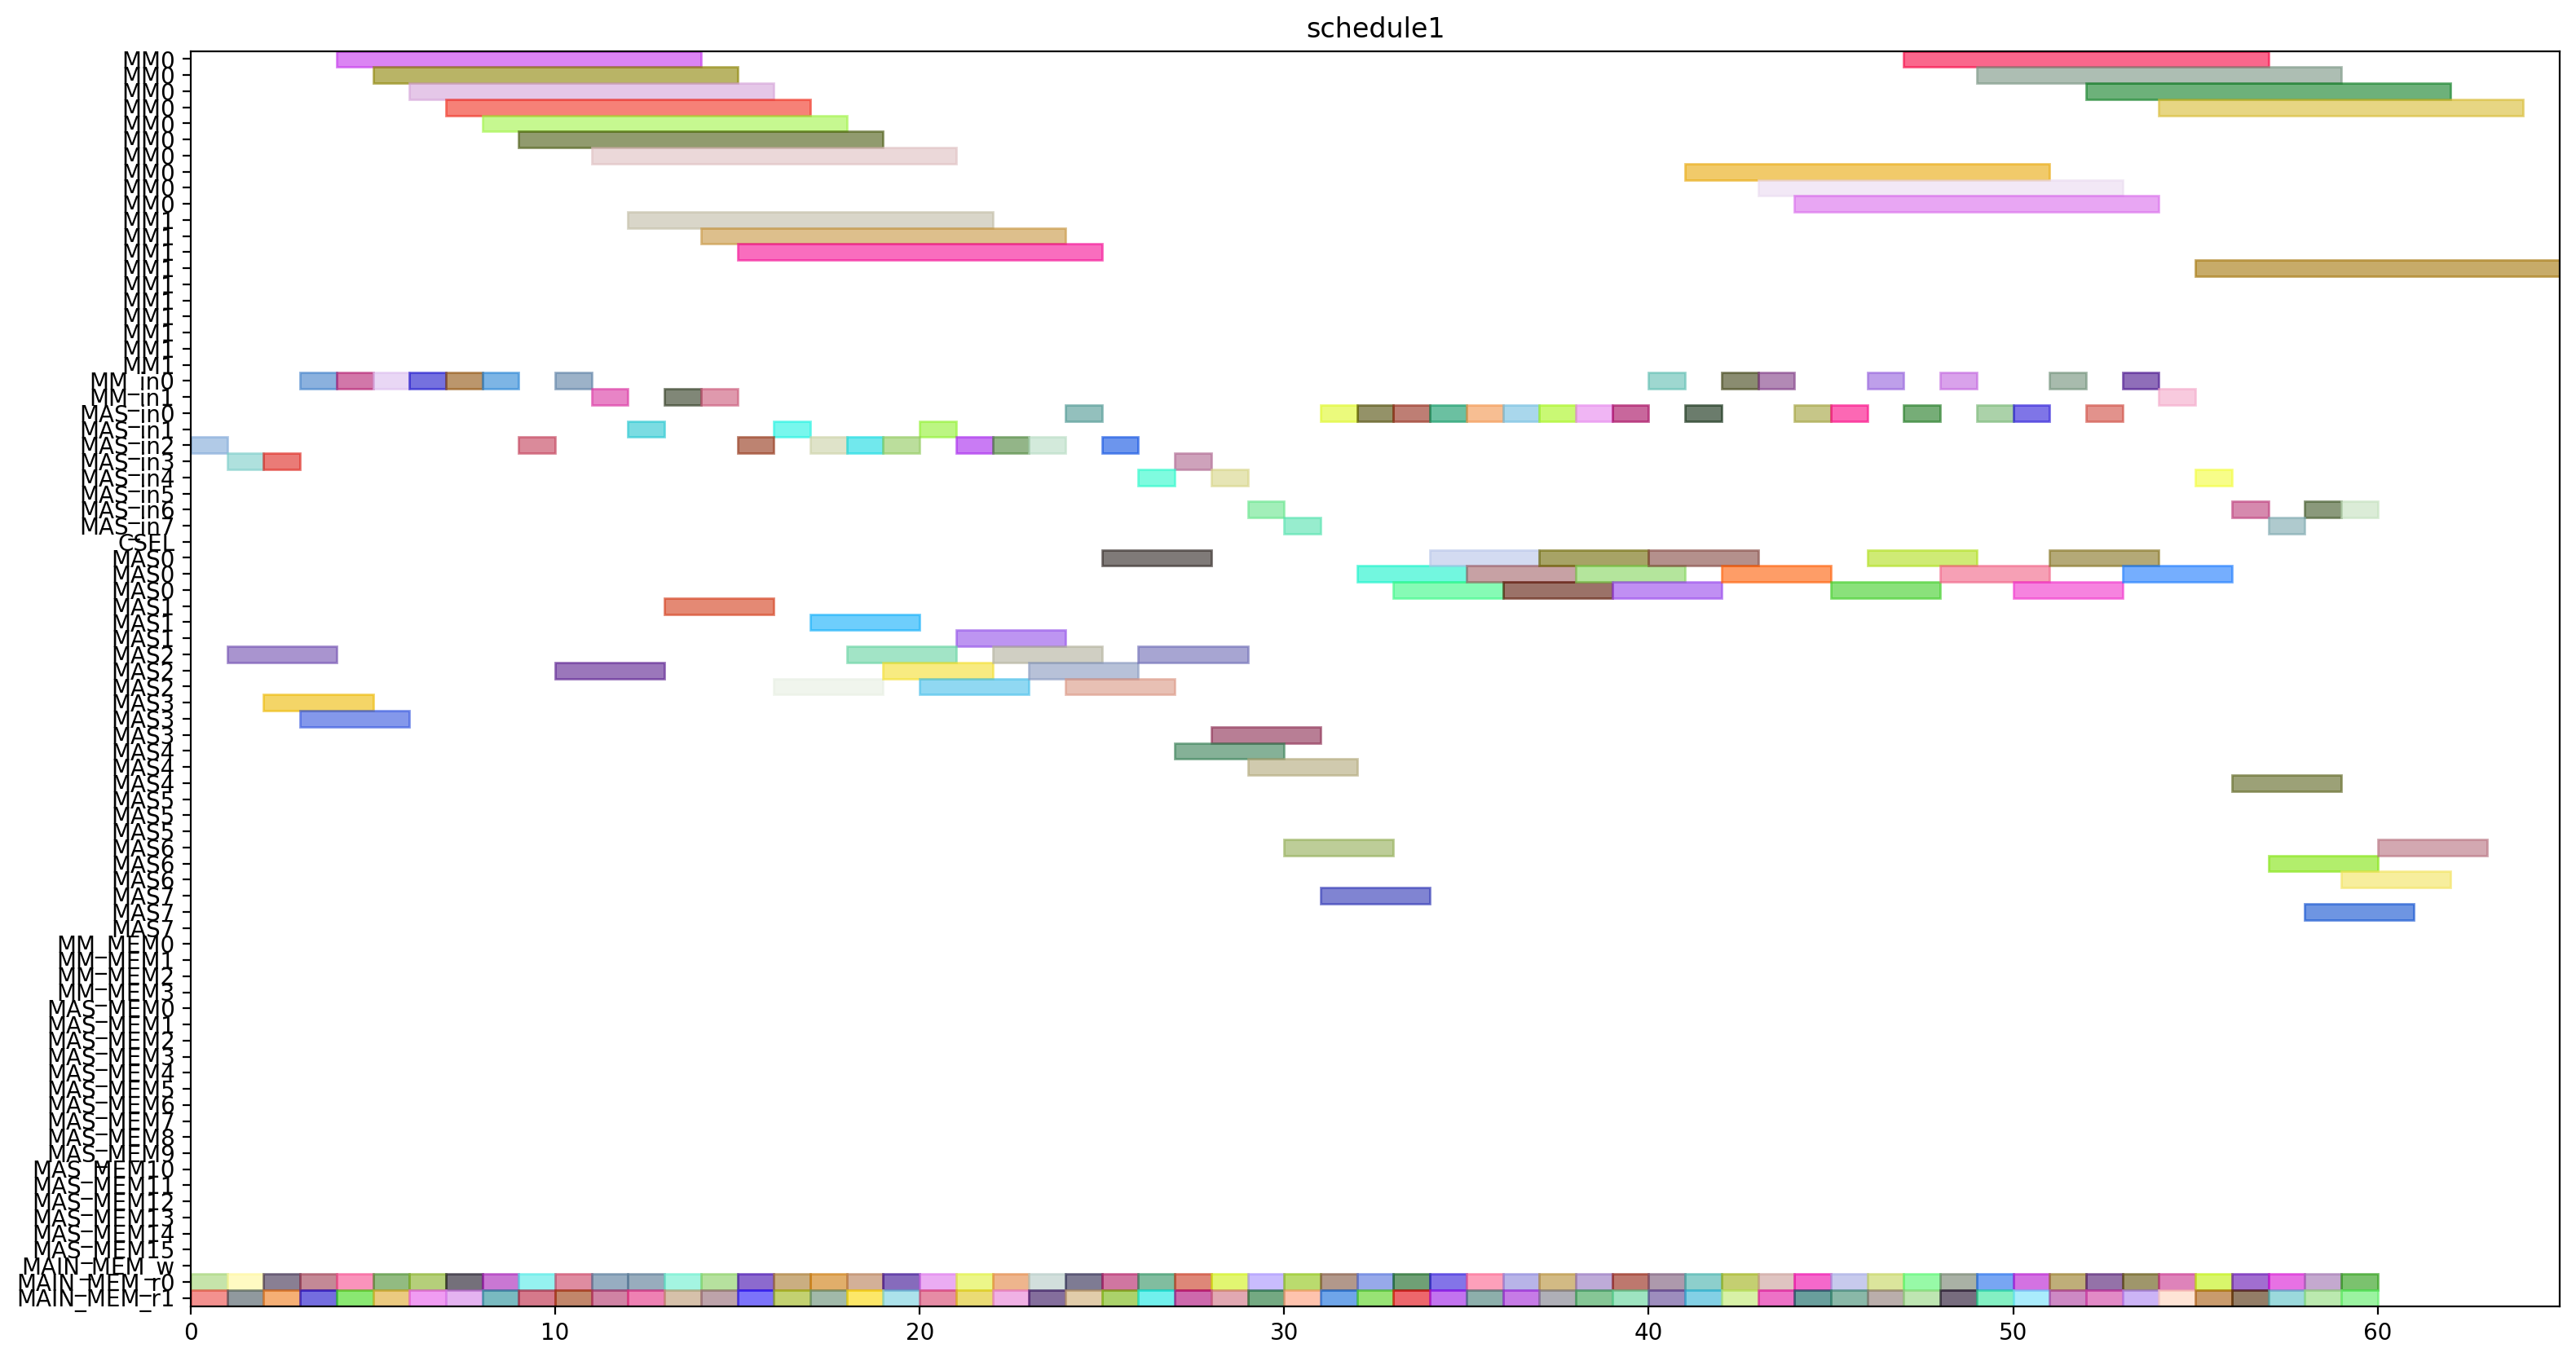 schedule1
MM0
MM0
MM0
MM0
MM0
MM0
MM0
MM0
MM0
MM0
MM1
MM1
MM1
MM1
MM1
MM1
MM1
MM1
MM1
MM1
MM_in0
MM_in1
MAS_in0
MAS_in1
MAS_in2
MAS_in3
MAS_in4
MAS_in5
MAS_in6
MAS_in7
CSEL
MAS0
MAS0
MAS0
MAS1
MAS1
MAS1
MAS2
MAS2
MAS2
MAS3
MAS3
MAS3
MAS4
MAS4
MAS4
MAS5
MAS5
MAS5
MAS6
MAS6
MAS6
MAS7
MAS7
MAS7
MM_MEM0
MM_MEM1
MM_MEM2
MM_MEM3
MAS_MEM0
MAS_MEM1
MAS_MEM2
MAS_MEM3
MAS_MEM4
MAS_MEM5
MAS_MEM6
MAS_MEM7
MAS_MEM8
MAS_MEM9
MAS_MEM10
MAS_MEM11
MAS_MEM12
MAS_MEM13
MAS_MEM14
MAS_MEM15
MAIN_MEM_w
MAIN_MEM_r0
MAIN_MEM_r1
0 10 20 30 40 50 60